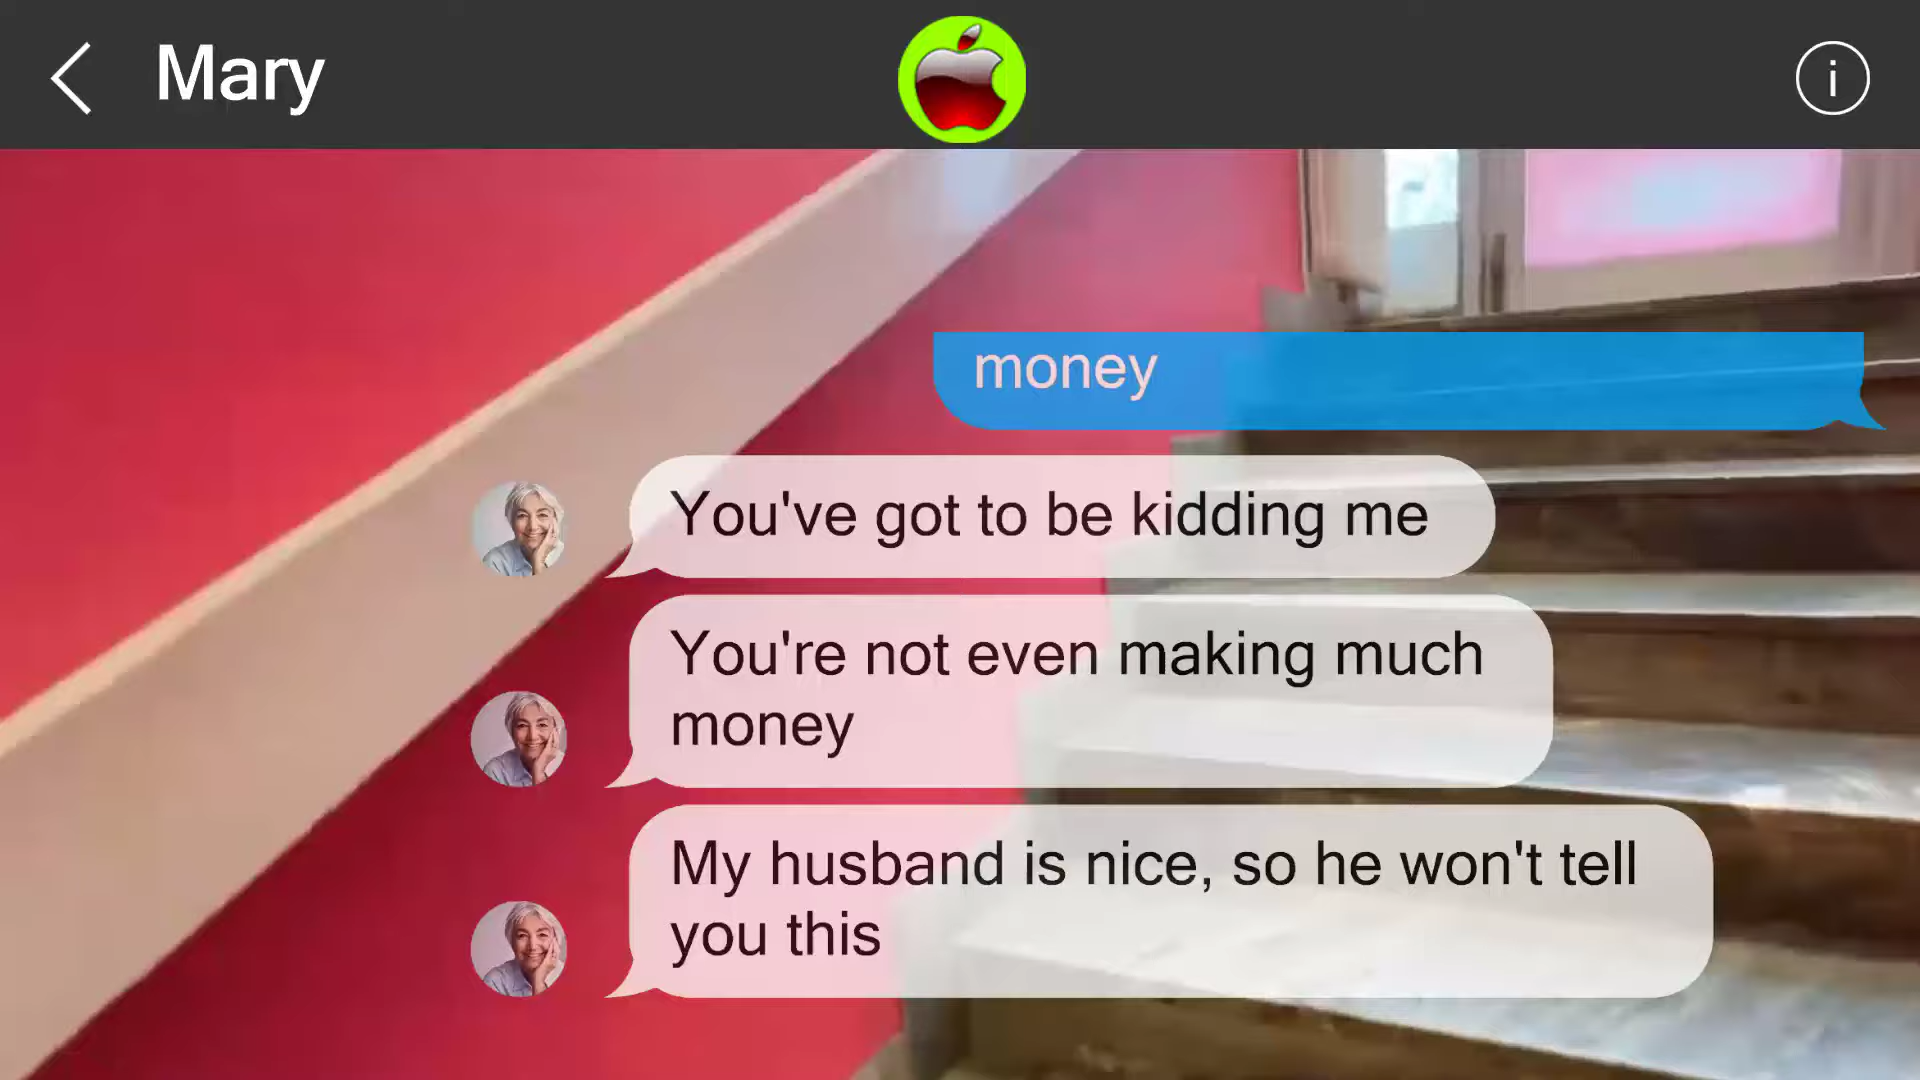 Mary
i
money
You've got to be kidding me
You're not even making much
money
My husband is nice, so he won't tell
you this